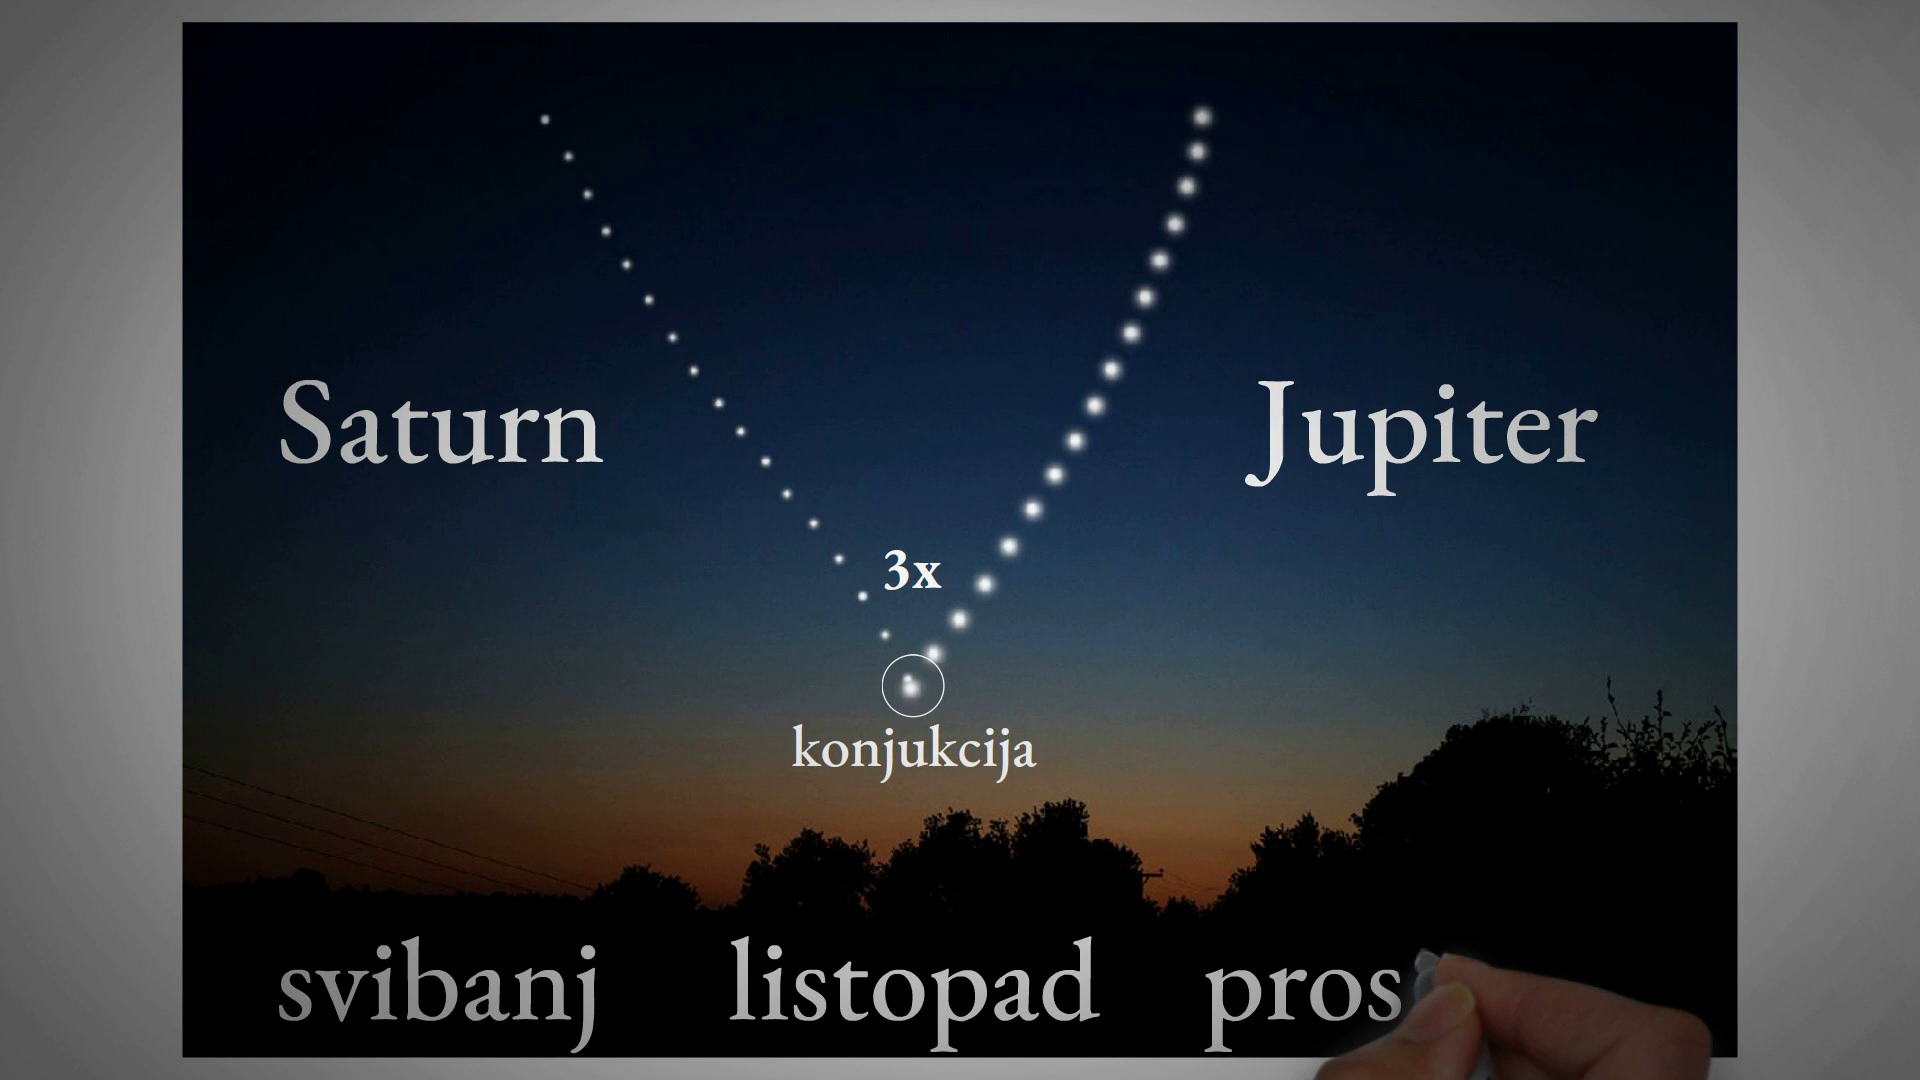 Saturn
Jupiter
3x
konjukcija
svibanj listopad pros